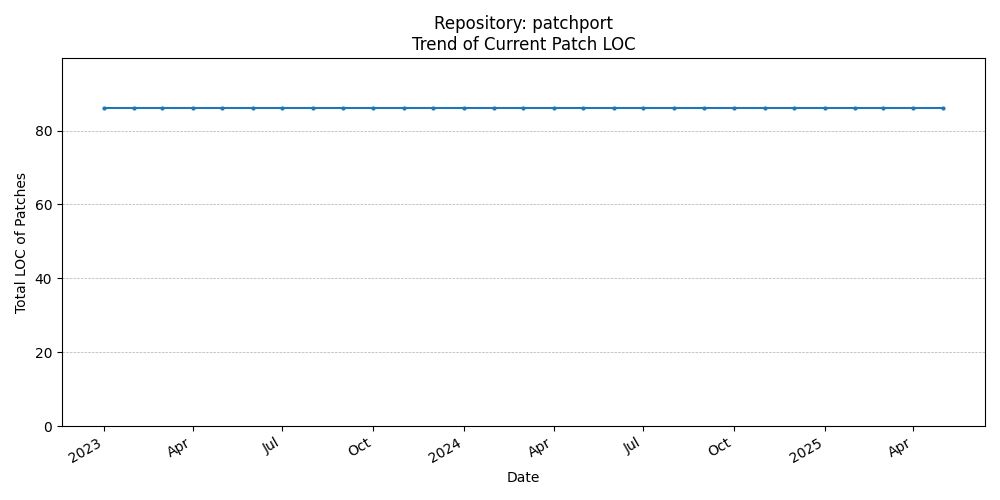 Repository: patchport
Trend of Current Patch LOC
Total LOC of Patches
80
60
40
20
0
2023
Apr
Jul
Oct
2024
Apr
Jul
Oct
2025
Apr
Date